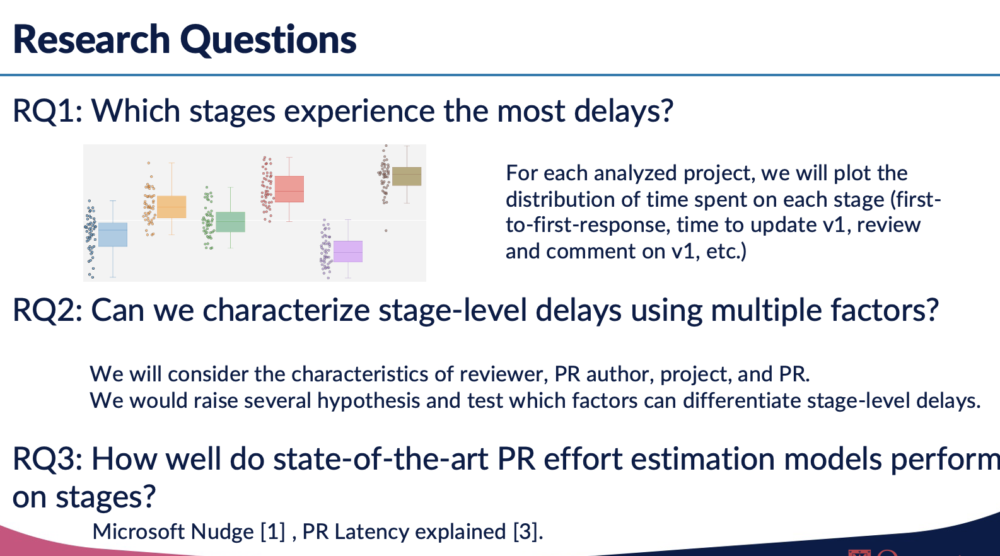 Research Questions
RQ1: Which stages experience the most delays?
For each analyzed project, we will plot the
distribution of time spent on each stage (first-
to-first-response, time to update v1, review
and comment on v1, etc.)
RQ2: Can we characterize stage-level delays using multiple factors?
We will consider the characteristics of reviewer, PR author, project, and PR.
We would raise several hypothesis and test which factors can differentiate stage-level delays.
RQ3: How well do state-of-the-art PR effort estimation models perform
on stages?
Microsoft Nudge [1] , PR Latency explained [3].